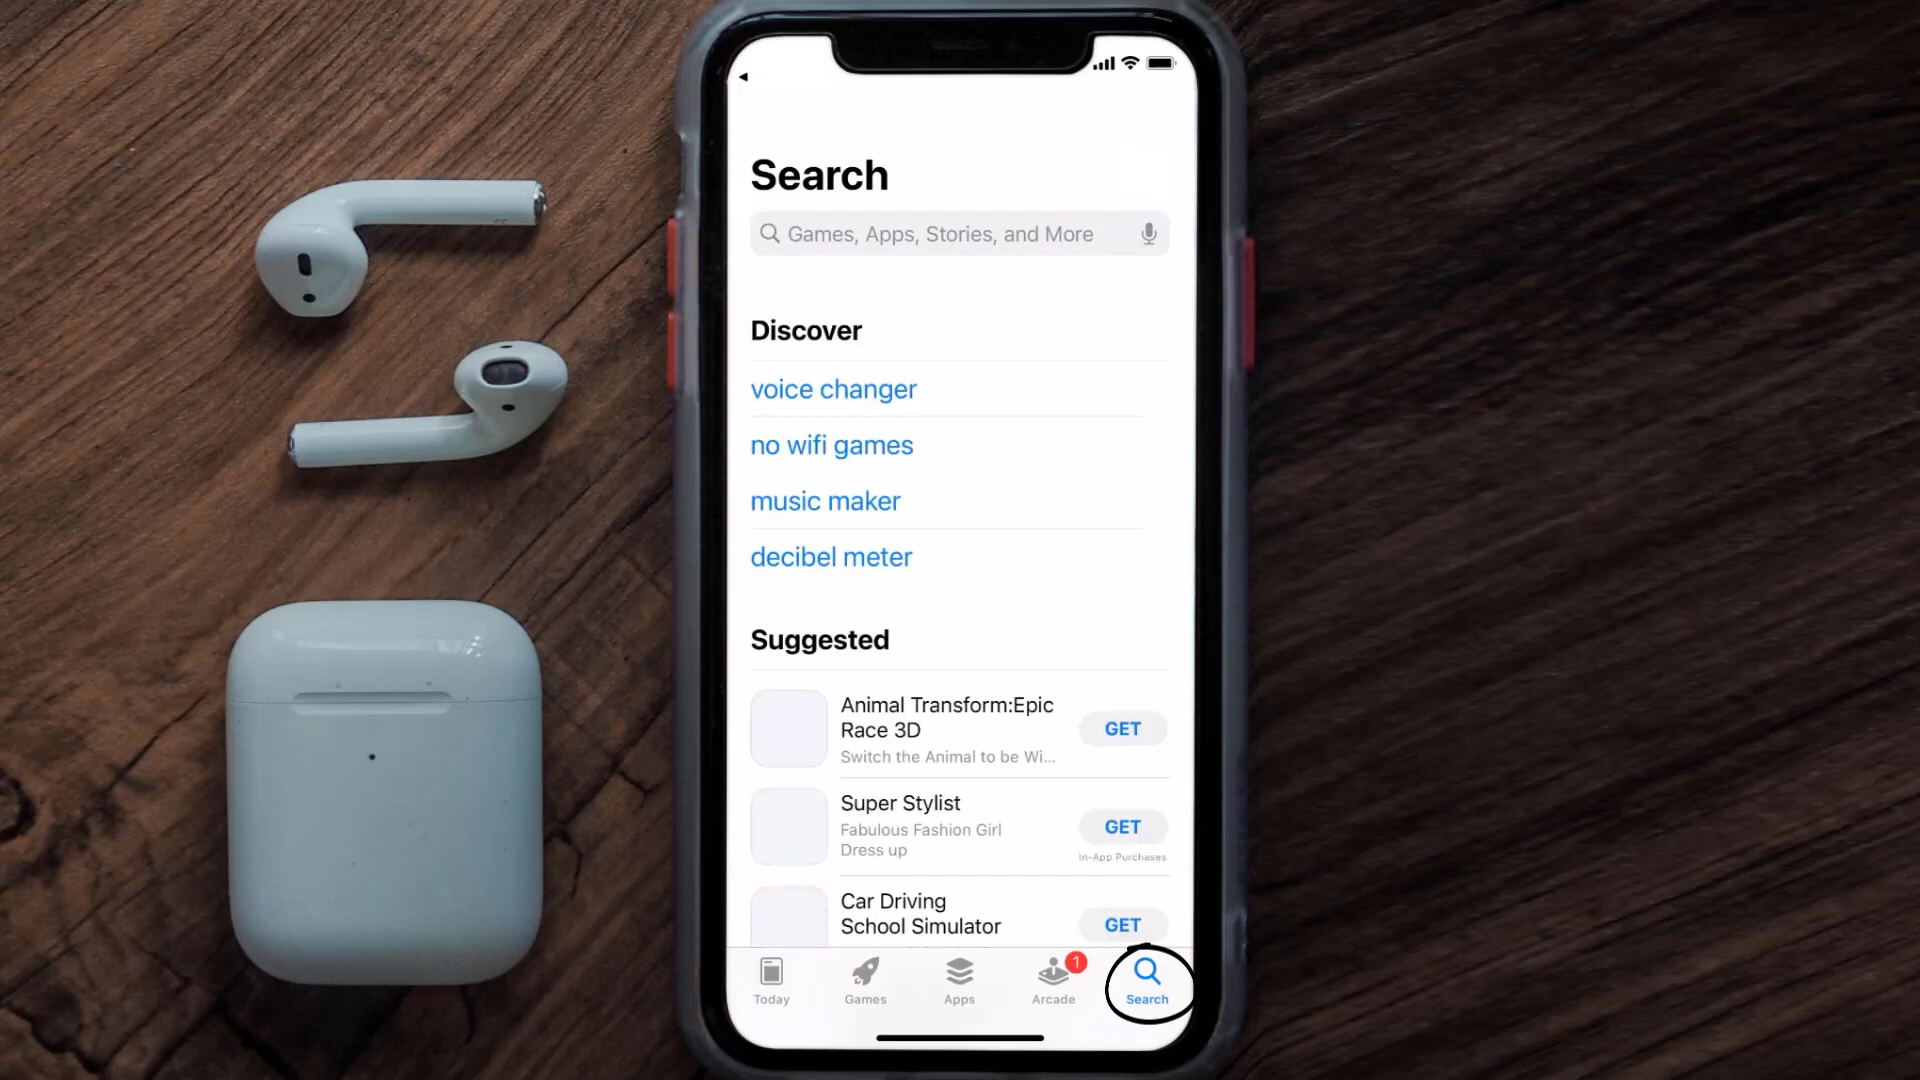 Search
Games, Apps, Stories, and More
Discover
voice changer
no wifi games
music maker
decibel meter
Suggested
Animal Transform:Epic
Race 3D
Switch the Animal to be Wi...
GET
Super Stylist
Fabulous Fashion Girl
Dress up
GET
In-App Purchases
Car Driving
School Simulator
GET
1
Today
Games
Apps
Arcade
Search